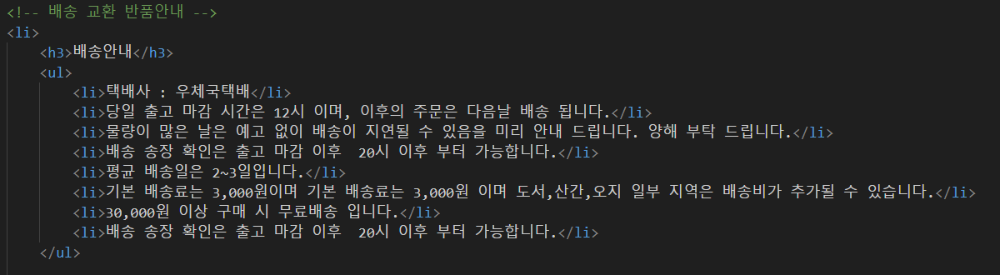 <!-- 배송 교환 반품안내 -->
<li>
<h3>배송안내</h3>
<ul>
<li>택배사 : 우체국택배</li>
<li>당일 출고 마감 시간은 12시 이며, 이후의 주문은 다음날 배송 됩니다.</li>
<li>물량이 많은 날은 예고 없이 배송이 지연될 수 있음을 미리 안내 드립니다. 양해 부탁 드립니다.</li>
<li>배송 송장 확인은 출고 마감 이후  20시 이후 부터 가능합니다.</li>
<li>평균 배송일은 2~3일입니다.</li>
<li>기본 배송료는 3,000원이며 기본 배송료는 3,000원 이며 도서,산간,오지 일부 지역은 배송비가 추가될 수 있습니다.</li>
<li>30,000원 이상 구매 시 무료배송 입니다.</li>
<li>배송 송장 확인은 출고 마감 이후  20시 이후 부터 가능합니다.</li>
</ul>